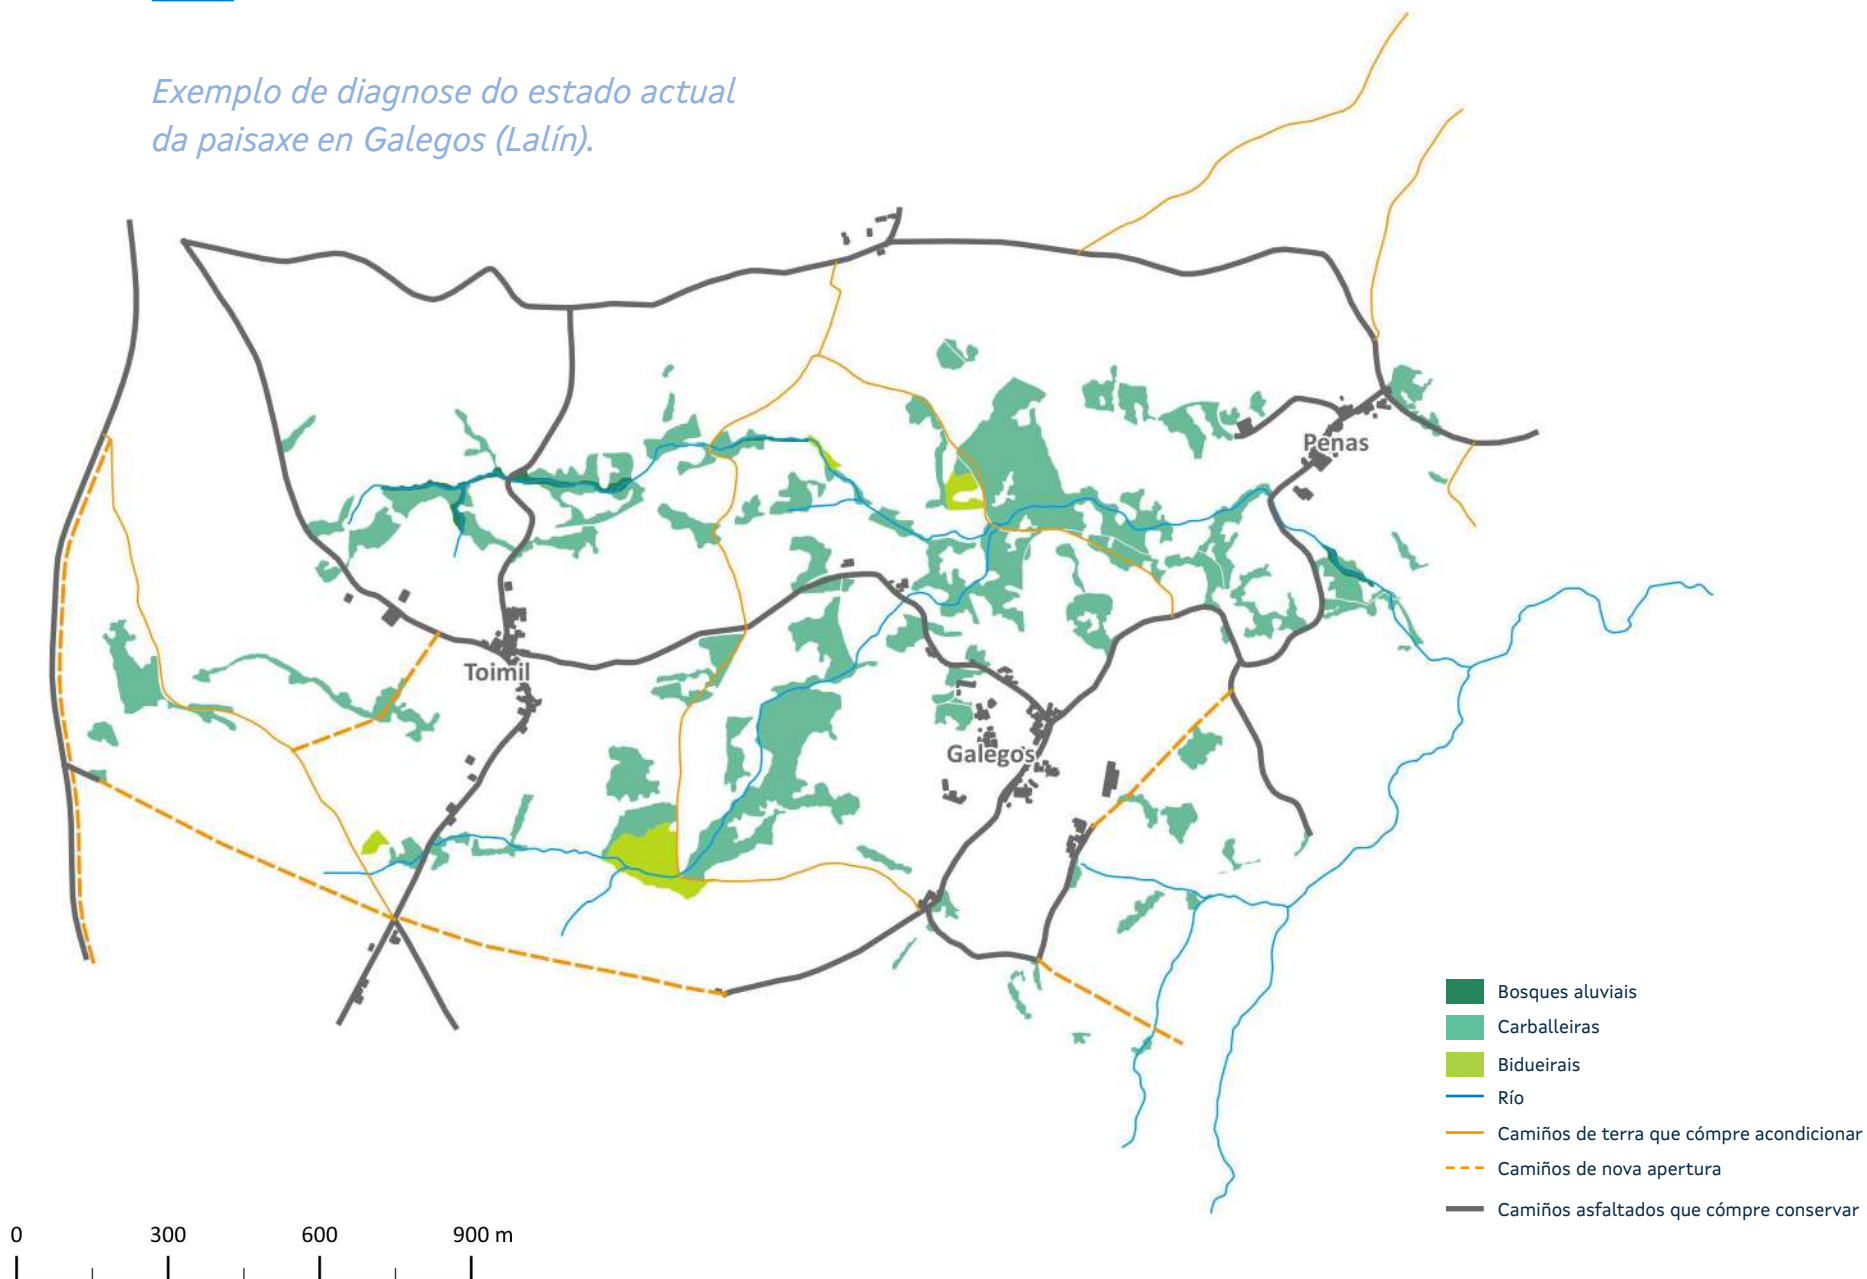 Exemplo de diagnose do estado actual
da paisaxe en Galegos (Lalín).
Penas
Toimil
Galegos
Bosques aluviais
Carballeiras
Bidueirais
Río
Camiños de terra que cómpre acondicionar
Camiños de nova apertura
Camiños asfaltados que cómpre conservar
0 300 600 900 m